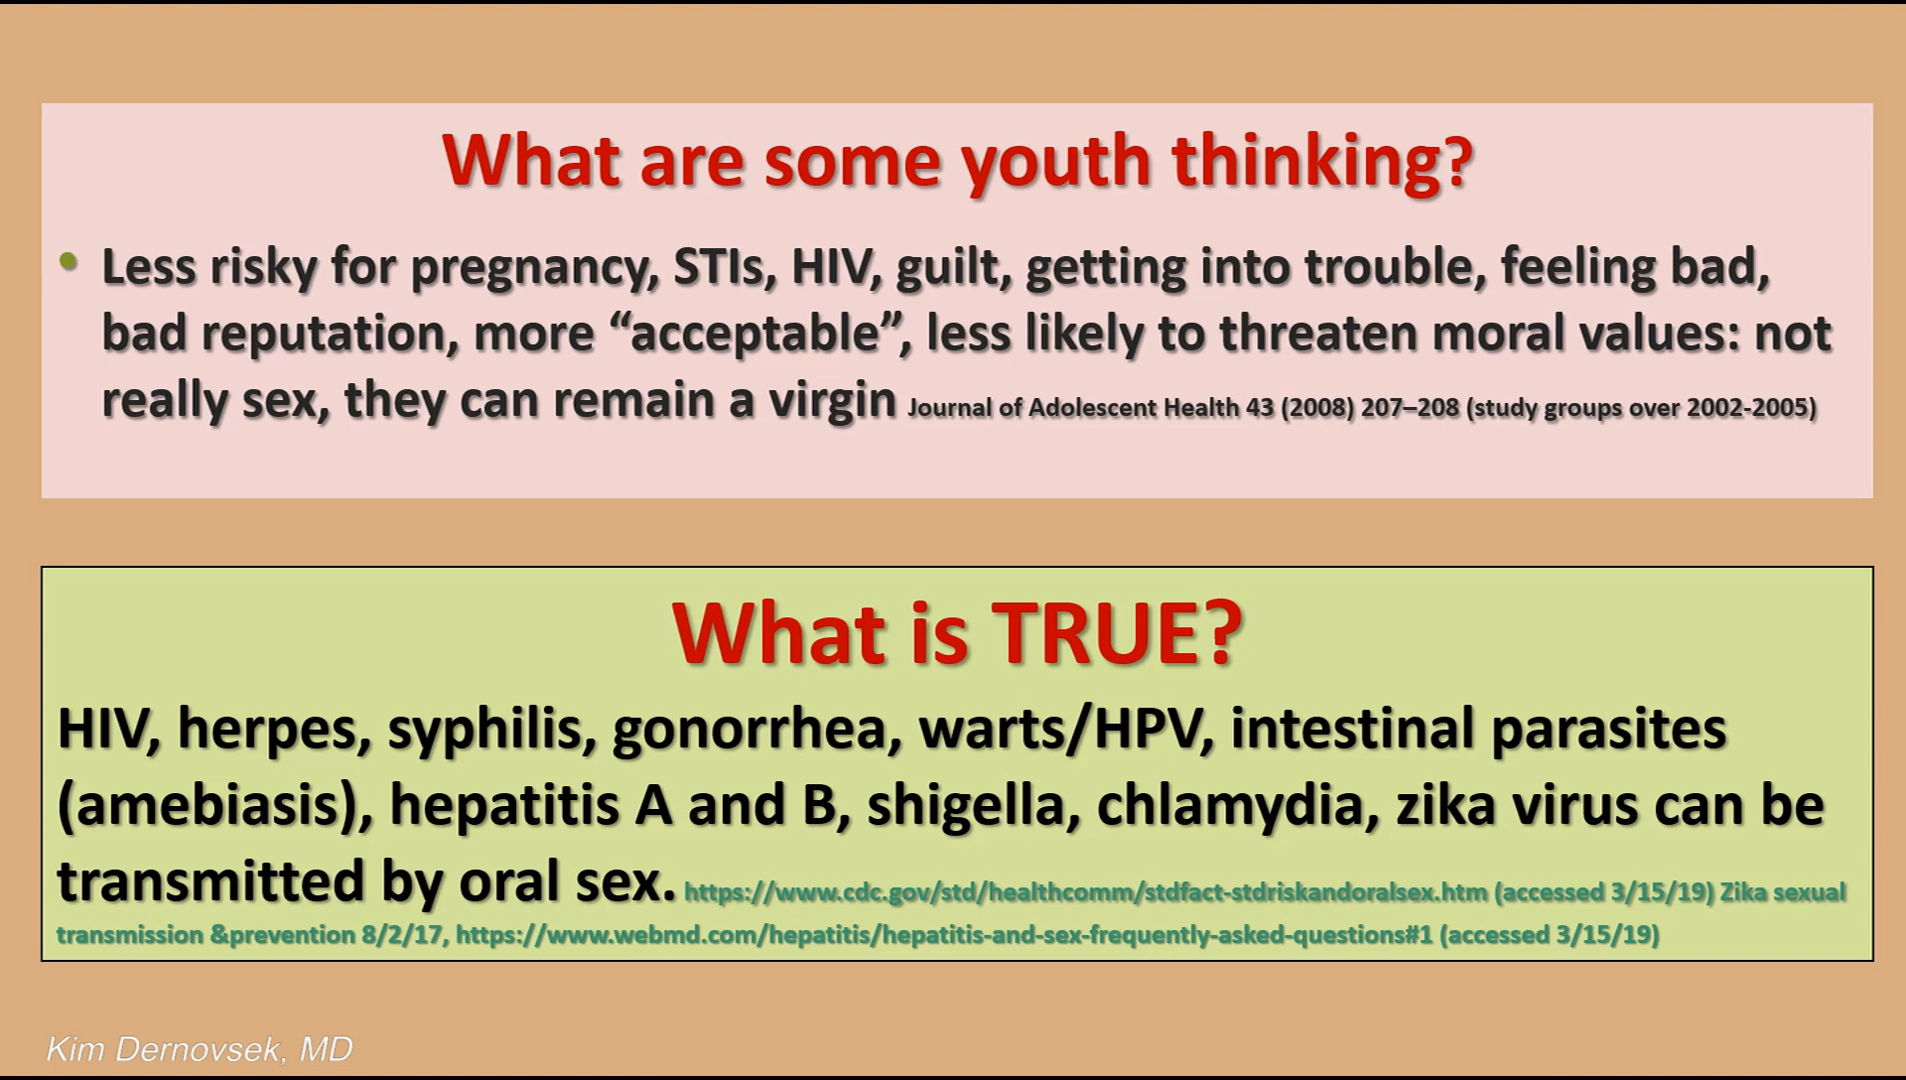 What are some youth thinking?
• Less risky for pregnancy, STIs, HIV, guilt, getting into trouble, feeling bad,
bad reputation, more “acceptable”, less likely to threaten moral values: not
really sex, they can remain a virgin Journal of Adolescent Health 43 (2008) 207–208 (study groups over 2002-2005)
What is TRUE?
HIV, herpes, syphilis, gonorrhea, warts/HPV, intestinal parasites
(amebiasis), hepatitis A and B, shigella, chlamydia, zika virus can be
transmitted by oral sex. https://www.cdc.gov/std/healthcomm/stdfact-stdriskandoralsex.htm (accessed 3/15/19) Zika sexual
transmission &prevention 8/2/17, https://www.webmd.com/hepatitis/hepatitis-and-sex-frequently-asked-questions#1 (accessed 3/15/19)
Kim Dernovsek, MD